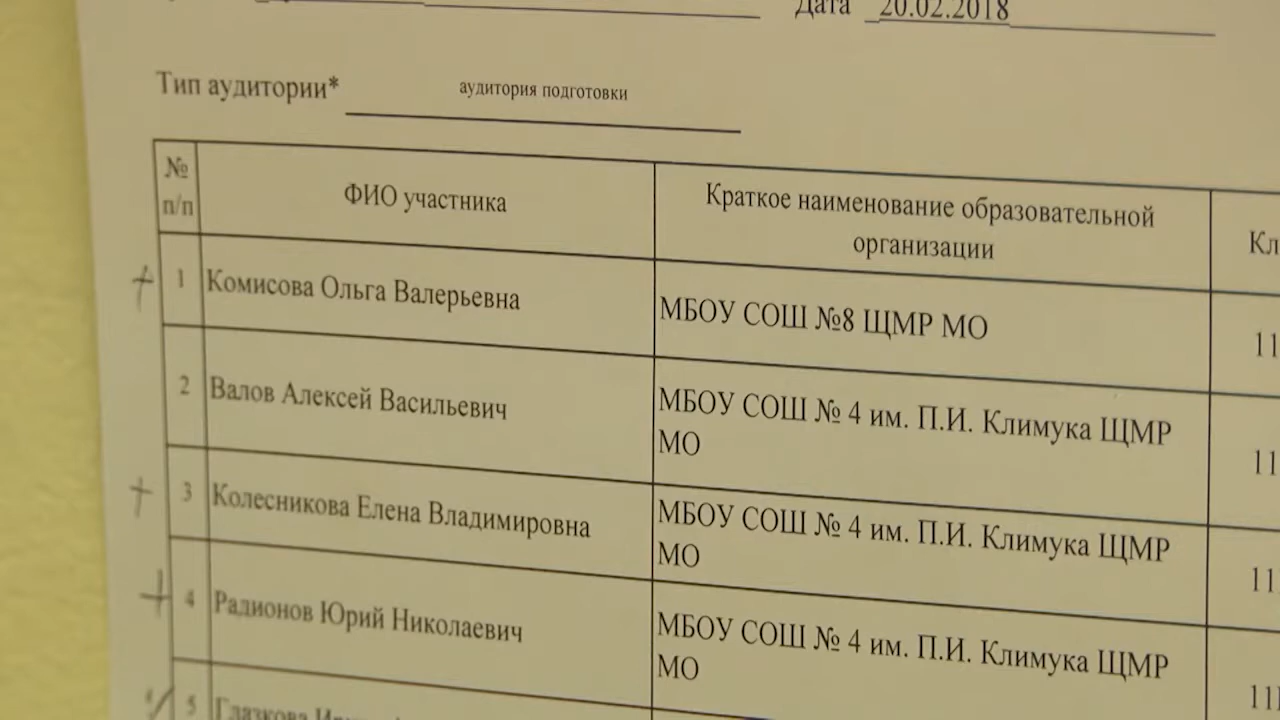 Дата 20.02.2018
Тип аудитории* аудитория подготовки
№ п/п
ФИО участника
Краткое наименование образовательной
организации
1 Комисова Ольга Валерьевна МБОУ СОШ №8 ЩМР МО 11
2 Валов Алексей Васильевич МБОУ СОШ № 4 им. П.И. Климука ЩМР
МО 11
3 Колесникова Елена Владимировна МБОУ СОШ № 4 им. П.И. Климука ЩМР
МО 11
4 Радионов Юрий Николаевич МБОУ СОШ № 4 им. П.И. Климука ЩМР
МО 11
5 Глазкова